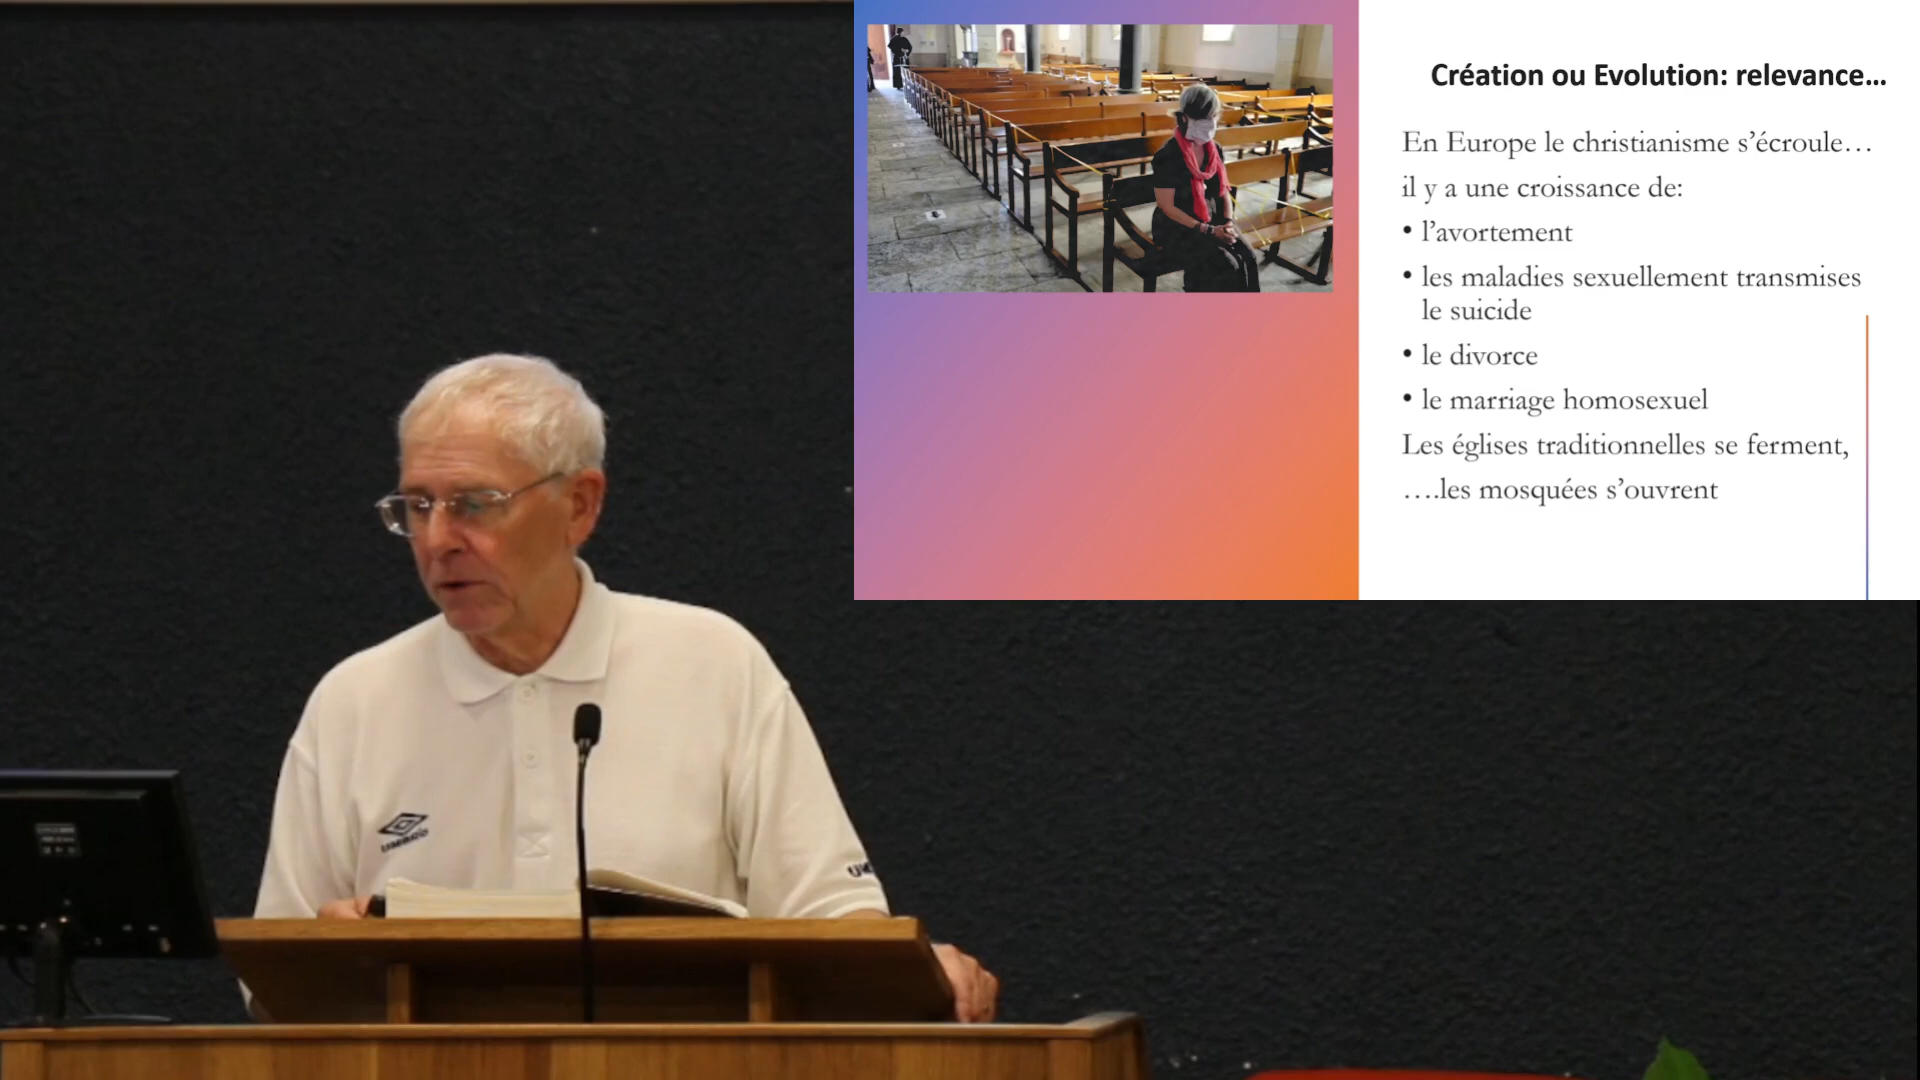 Création ou Evolution: relevance...
En Europe le christianisme s’écroule…
il y a une croissance de:
• l’avortement
• les maladies sexuellement transmises
le suicide
• le divorce
• le marriage homosexuel
Les églises traditionnelles se ferment,
….les mosquées s’ouvrent
umbro